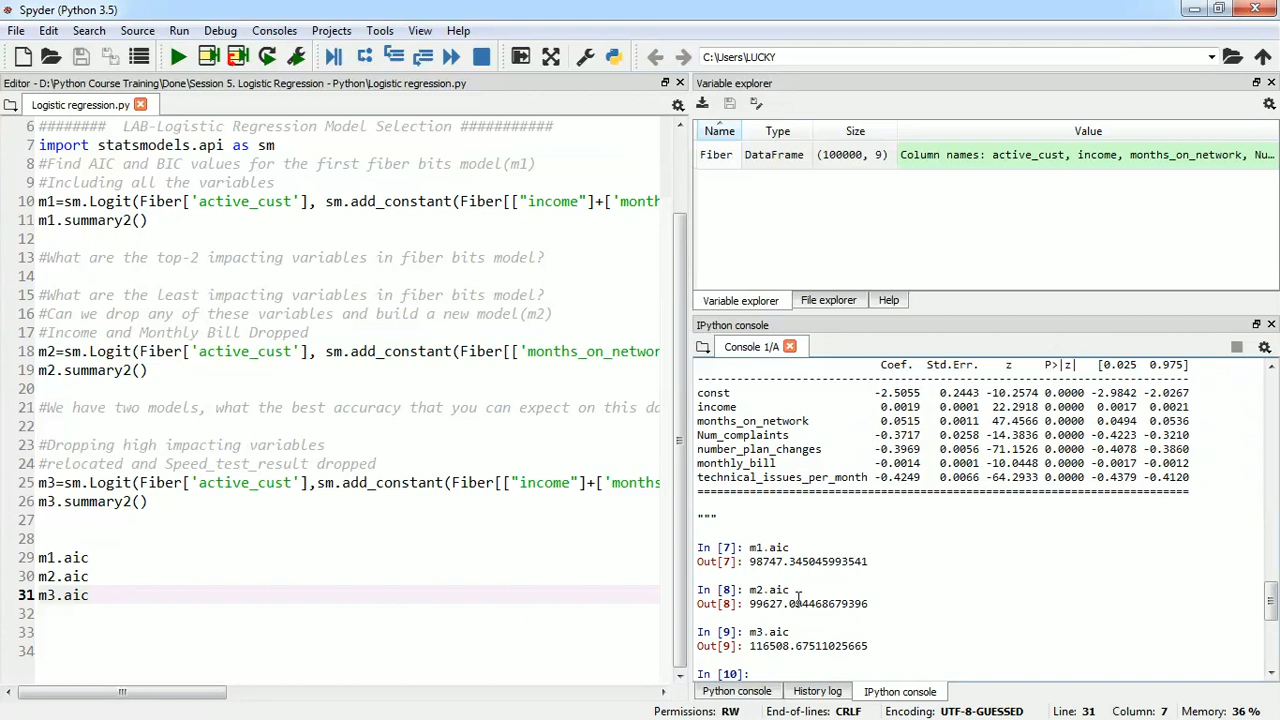 Spyder (Python 3.5)
File Edit Search Source Run Debug Consoles Projects Tools View Help
C:\Users\LUCKY
Editor - D:\Python Course Training\Done\Session 5. Logistic Regression - Python\Logistic regression.py
Logistic regression.py
6 ######## LAB-Logistic Regression Model Selection ###########
7 import statsmodels.api as sm
8 #Find AIC and BIC values for the first fiber bits model(m1)
9 #Including all the variables
10 m1=sm.Logit(Fiber['active_cust'], sm.add_constant(Fiber[["income"]+['month
11 m1.summary2()
12
13 #What are the top-2 impacting variables in fiber bits model?
14
15 #What are the least impacting variables in fiber bits model?
16 #Can we drop any of these variables and build a new model(m2)
17 #Income and Monthly Bill Dropped
18 m2=sm.Logit(Fiber['active_cust'], sm.add_constant(Fiber[['months_on_networ
19 m2.summary2()
20
21 #We have two models, what the best accuracy that you can expect on this da
22
23 #Dropping high impacting variables
24 #relocated and Speed_test_result dropped
25 m3=sm.Logit(Fiber['active_cust'],sm.add_constant(Fiber[["income"]+['months
26 m3.summary2()
27
28
29 m1.aic
30 m2.aic
31 m3.aic
32
33
34
Variable explorer
Name Type Size Value
Fiber DataFrame (100000, 9) Column names: active_cust, income, months_on_network, Nu...
Variable explorer File explorer Help
IPython console
Console 1/A
Coef. Std.Err. z P>|z| [0.025 0.975]
------------------------------------------------------------------------
const -2.5055 0.2443 -10.2574 0.0000 -2.9842 -2.0267
income 0.0019 0.0001 22.2918 0.0000 0.0017 0.0021
months_on_network 0.0515 0.0011 47.4566 0.0000 0.0494 0.0536
Num_complaints -0.3717 0.0258 -14.3836 0.0000 -0.4223 -0.3210
number_plan_changes -0.3969 0.0056 -71.1526 0.0000 -0.4078 -0.3860
monthly_bill -0.0014 0.0001 -10.0448 0.0000 -0.0017 -0.0012
technical_issues_per_month -0.4249 0.0066 -64.2933 0.0000 -0.4379 -0.4120
========================================================================
"""
In [7]: m1.aic
Out[7]: 98747.345045993541
In [8]: m2.aic
Out[8]: 99627.094468679396
In [9]: m3.aic
Out[9]: 116508.67511025665
In [10]:
Python console History log IPython console
Permissions: RW End-of-lines: CRLF Encoding: UTF-8-GUESSED Line: 31 Column: 7 Memory: 36 %